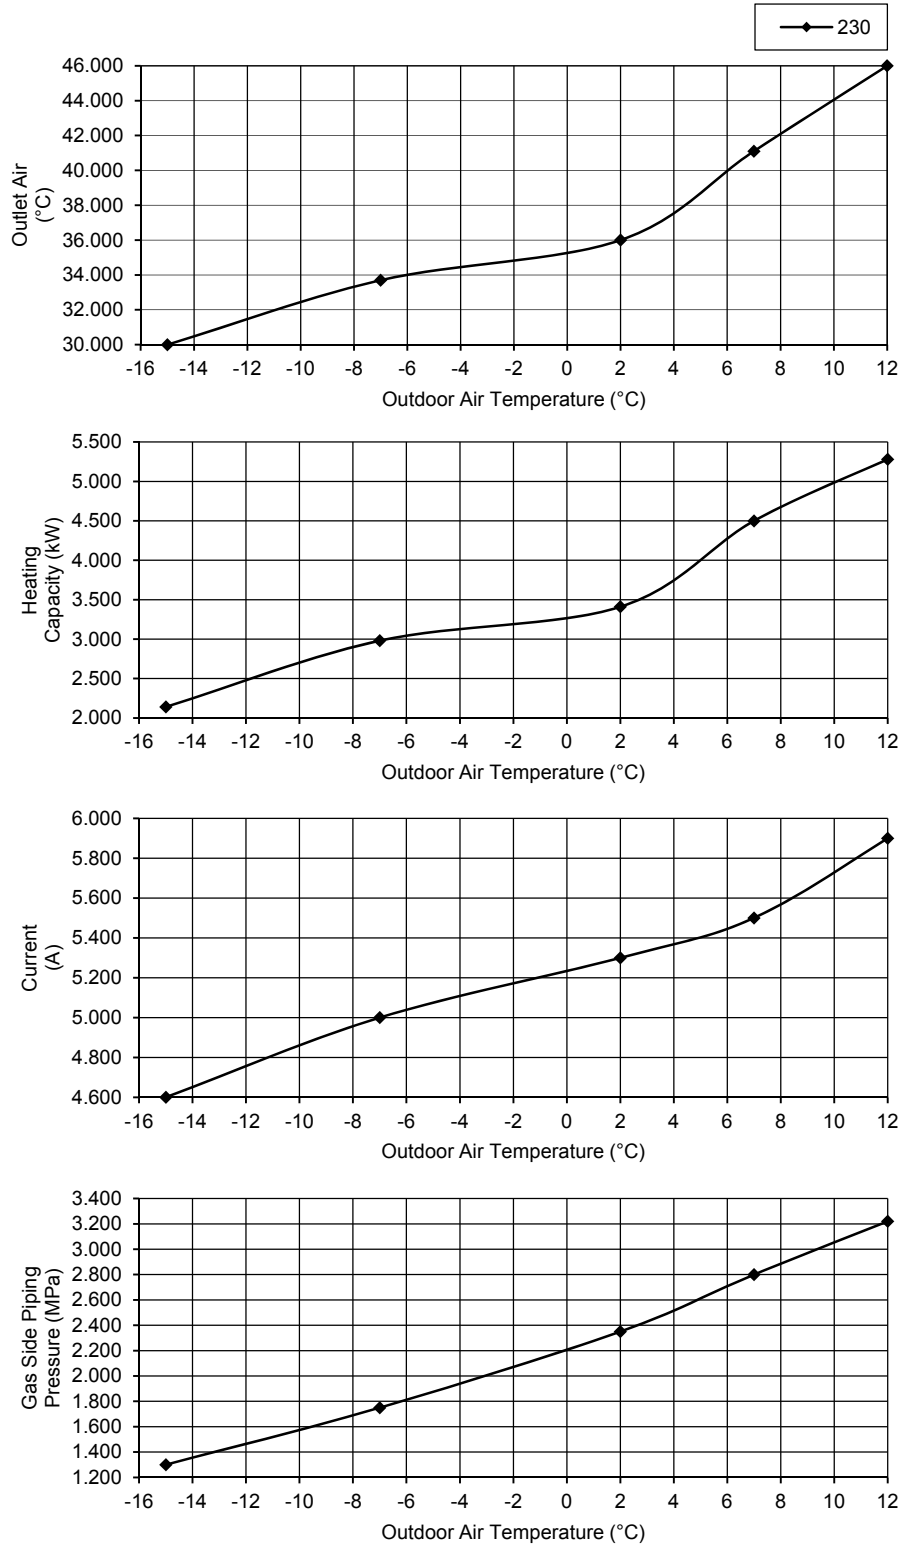 230
46.000
44.000
42.000
40.000
38.000
36.000
34.000
32.000
30.000
Outlet Air
(°C)
-16 -14 -12 -10 -8 -6 -4 -2 0 2 4 6 8 10 12
Outdoor Air Temperature (°C)
5.500
5.000
4.500
4.000
3.500
3.000
2.500
2.000
Heating
Capacity (kW)
-16 -14 -12 -10 -8 -6 -4 -2 0 2 4 6 8 10 12
Outdoor Air Temperature (°C)
6.000
5.800
5.600
5.400
5.200
5.000
4.800
4.600
Current
(A)
-16 -14 -12 -10 -8 -6 -4 -2 0 2 4 6 8 10 12
Outdoor Air Temperature (°C)
3.400
3.200
3.000
2.800
2.600
2.400
2.200
2.000
1.800
1.600
1.400
1.200
Gas Side Piping
Pressure (MPa)
-16 -14 -12 -10 -8 -6 -4 -2 0 2 4 6 8 10 12
Outdoor Air Temperature (°C)